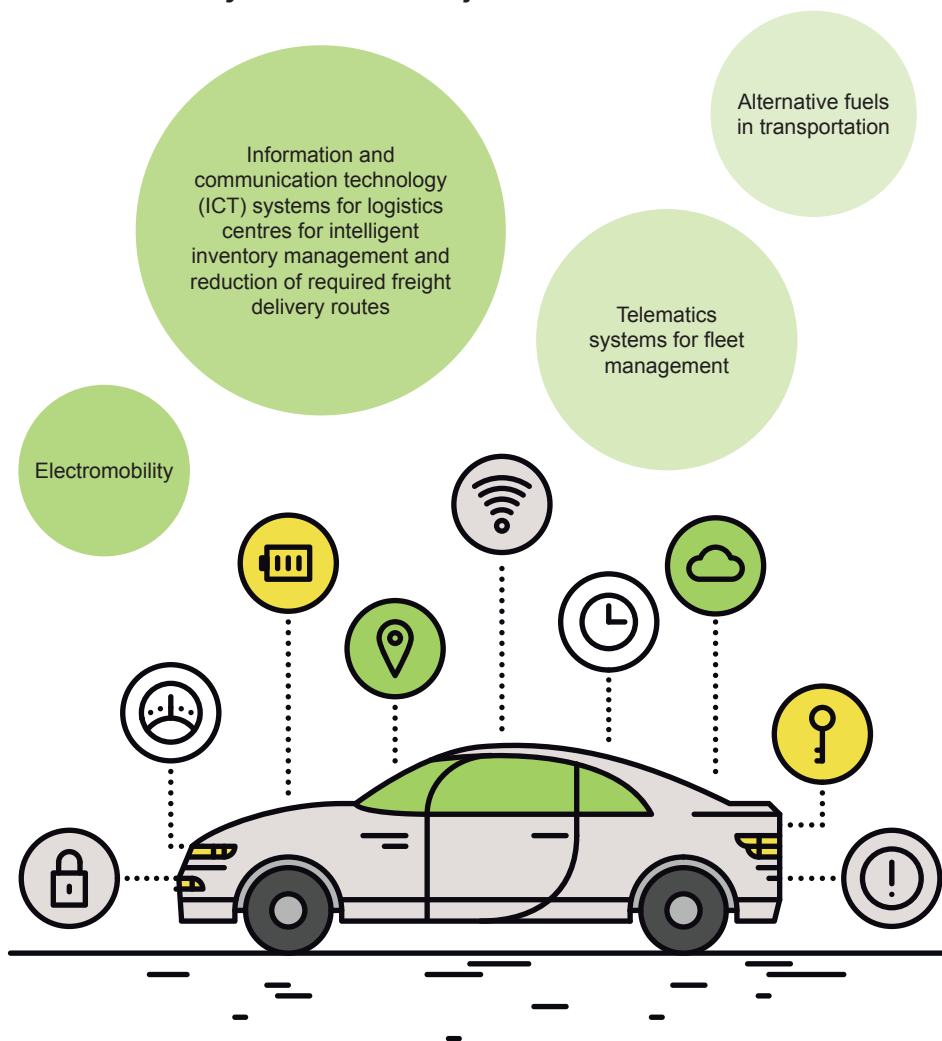 Alternative fuels
in transportation
Information and
communication technology
(ICT) systems for logistics
centres for intelligent
inventory management and
reduction of required freight
delivery routes
Telematics
systems for fleet
management
Electromobility